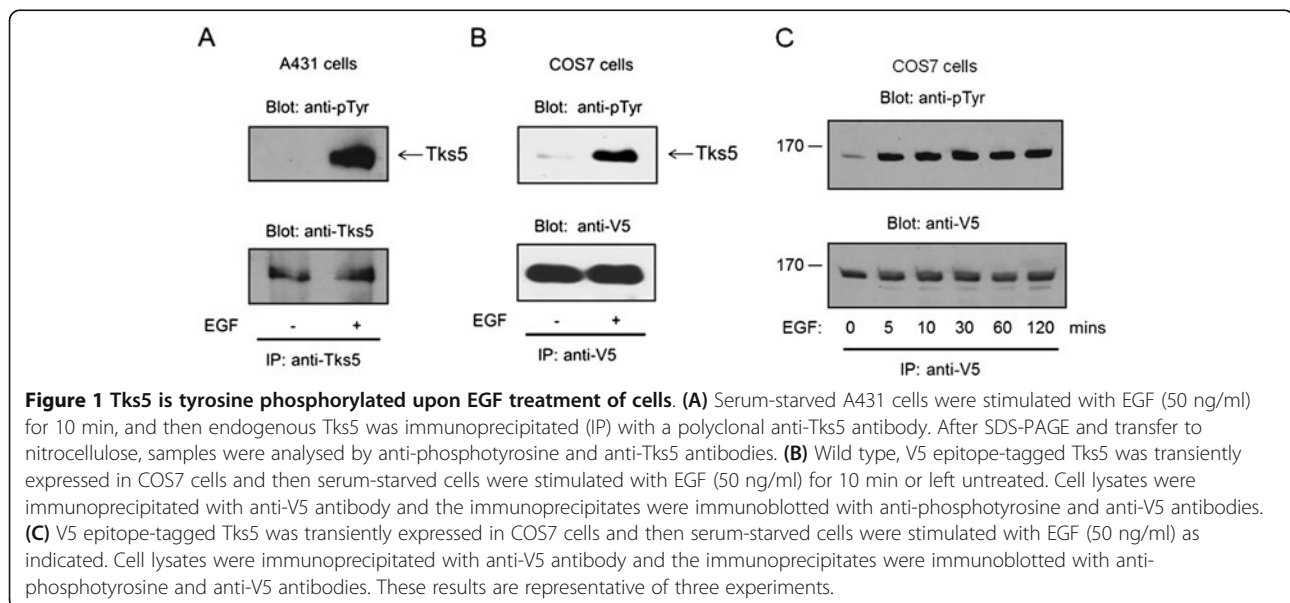 A
A431 cells
Blot: anti-pTyr
←Tks5
Blot: anti-Tks5
EGF - +
IP: anti-Tks5
B
COS7 cells
Blot: anti-pTyr
←Tks5
Blot: anti-V5
EGF - +
IP: anti-V5
C
COS7 cells
Blot: anti-pTyr
170 —
Blot: anti-V5
170 —
EGF: 0 5 10 30 60 120 mins
IP: anti-V5
Figure 1 Tks5 is tyrosine phosphorylated upon EGF treatment of cells. (A) Serum-starved A431 cells were stimulated with EGF (50 ng/ml)
for 10 min, and then endogenous Tks5 was immunoprecipitated (IP) with a polyclonal anti-Tks5 antibody. After SDS-PAGE and transfer to
nitrocellulose, samples were analysed by anti-phosphotyrosine and anti-Tks5 antibodies. (B) Wild type, V5 epitope-tagged Tks5 was transiently
expressed in COS7 cells and then serum-starved cells were stimulated with EGF (50 ng/ml) for 10 min or left untreated. Cell lysates were
immunoprecipitated with anti-V5 antibody and the immunoprecipitates were immunoblotted with anti-phosphotyrosine and anti-V5 antibodies.
(C) V5 epitope-tagged Tks5 was transiently expressed in COS7 cells and then serum-starved cells were stimulated with EGF (50 ng/ml) as
indicated. Cell lysates were immunoprecipitated with anti-V5 antibody and the immunoprecipitates were immunoblotted with anti-
phosphotyrosine and anti-V5 antibodies. These results are representative of three experiments.